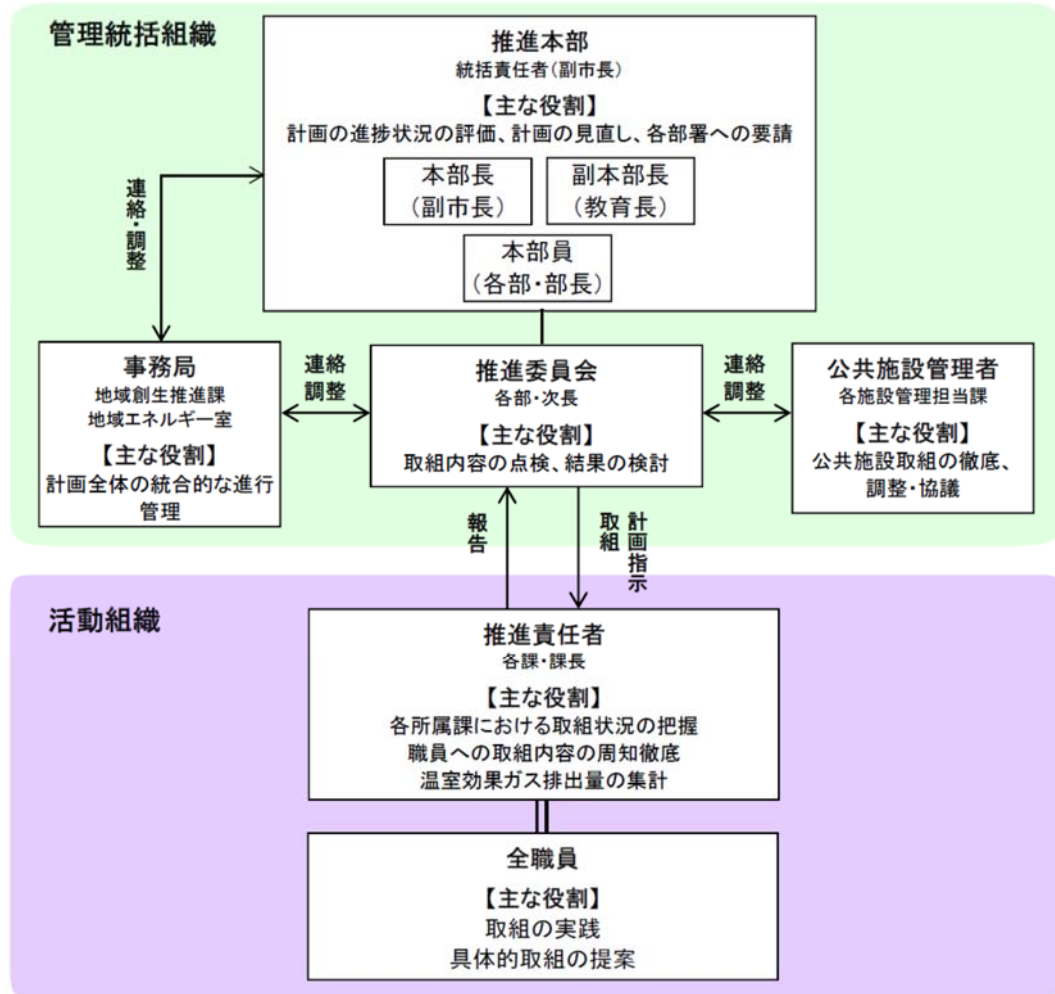 管理統括組織
推進本部
統括責任者(副市長)
【主な役割】
計画の進捗状況の評価、計画の見直し、各部署への要請
本部長
(副市長)
副本部長
(教育長)
本部員
(各部・部長)
連絡・調整
事務局
地域創生推進課
地域エネルギー室
【主な役割】
計画全体の統合的な進行
管理
連絡
調整
推進委員会
各部・次長
【主な役割】
取組内容の点検、結果の検討
連絡
調整
公共施設管理者
各施設管理担当課
【主な役割】
公共施設取組の徹底、
調整・協議
報告
計画指示
取組
活動組織
推進責任者
各課・課長
【主な役割】
各所属課における取組状況の把握
職員への取組内容の周知徹底
温室効果ガス排出量の集計
全職員
【主な役割】
取組の実践
具体的取組の提案